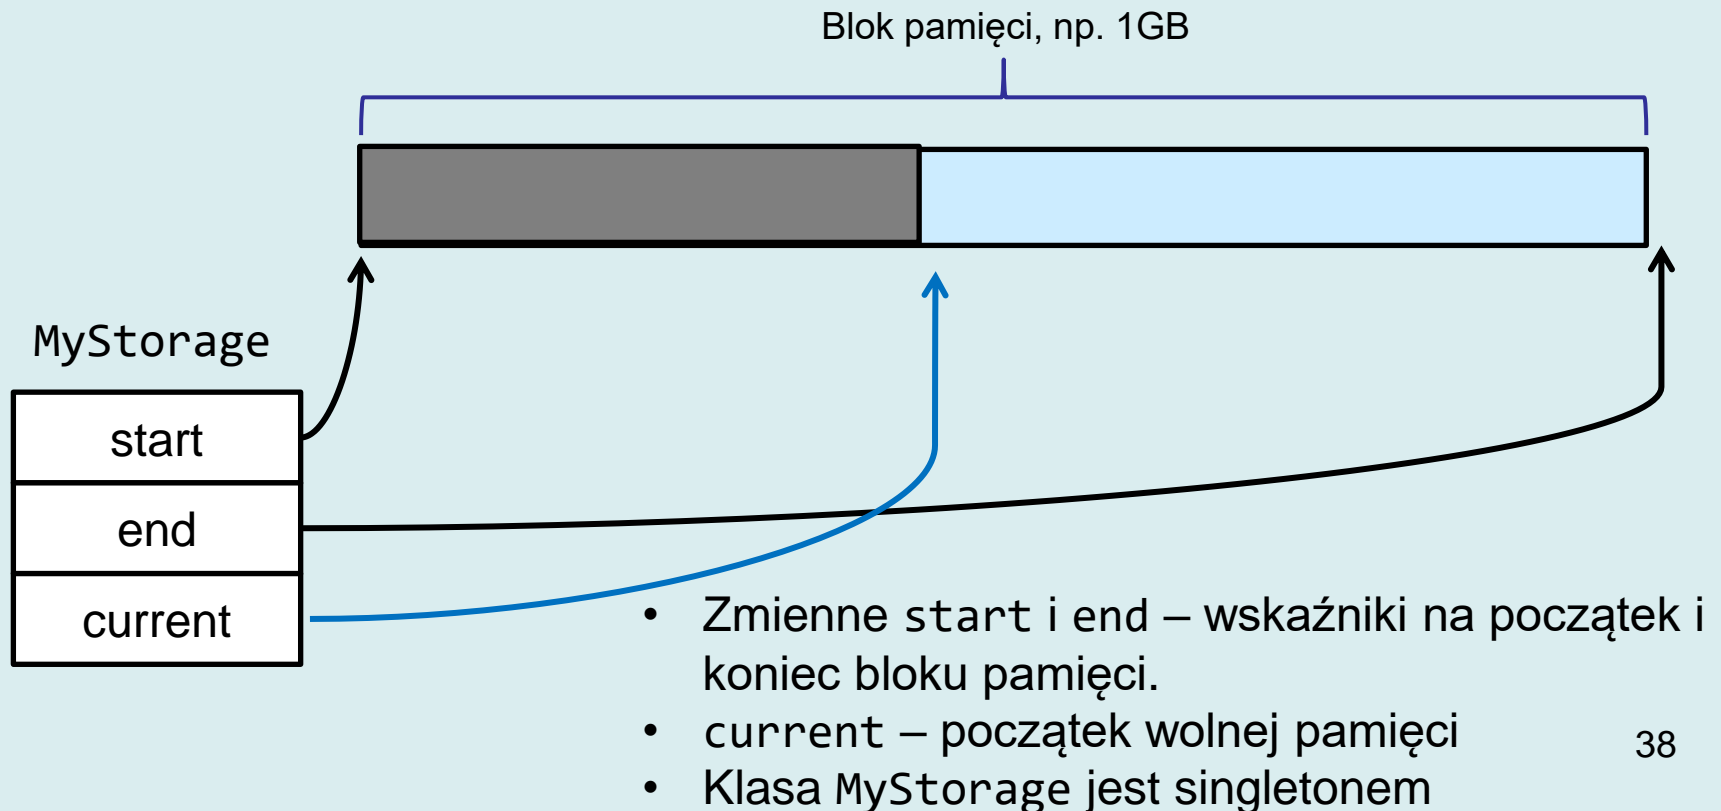 Blok pamięci, np. 1GB
MyStorage
start
end
current
• Zmienne start i end – wskaźniki na początek i
koniec bloku pamięci.
• current – początek wolnej pamięci
• Klasa MyStorage jest singletonem
38